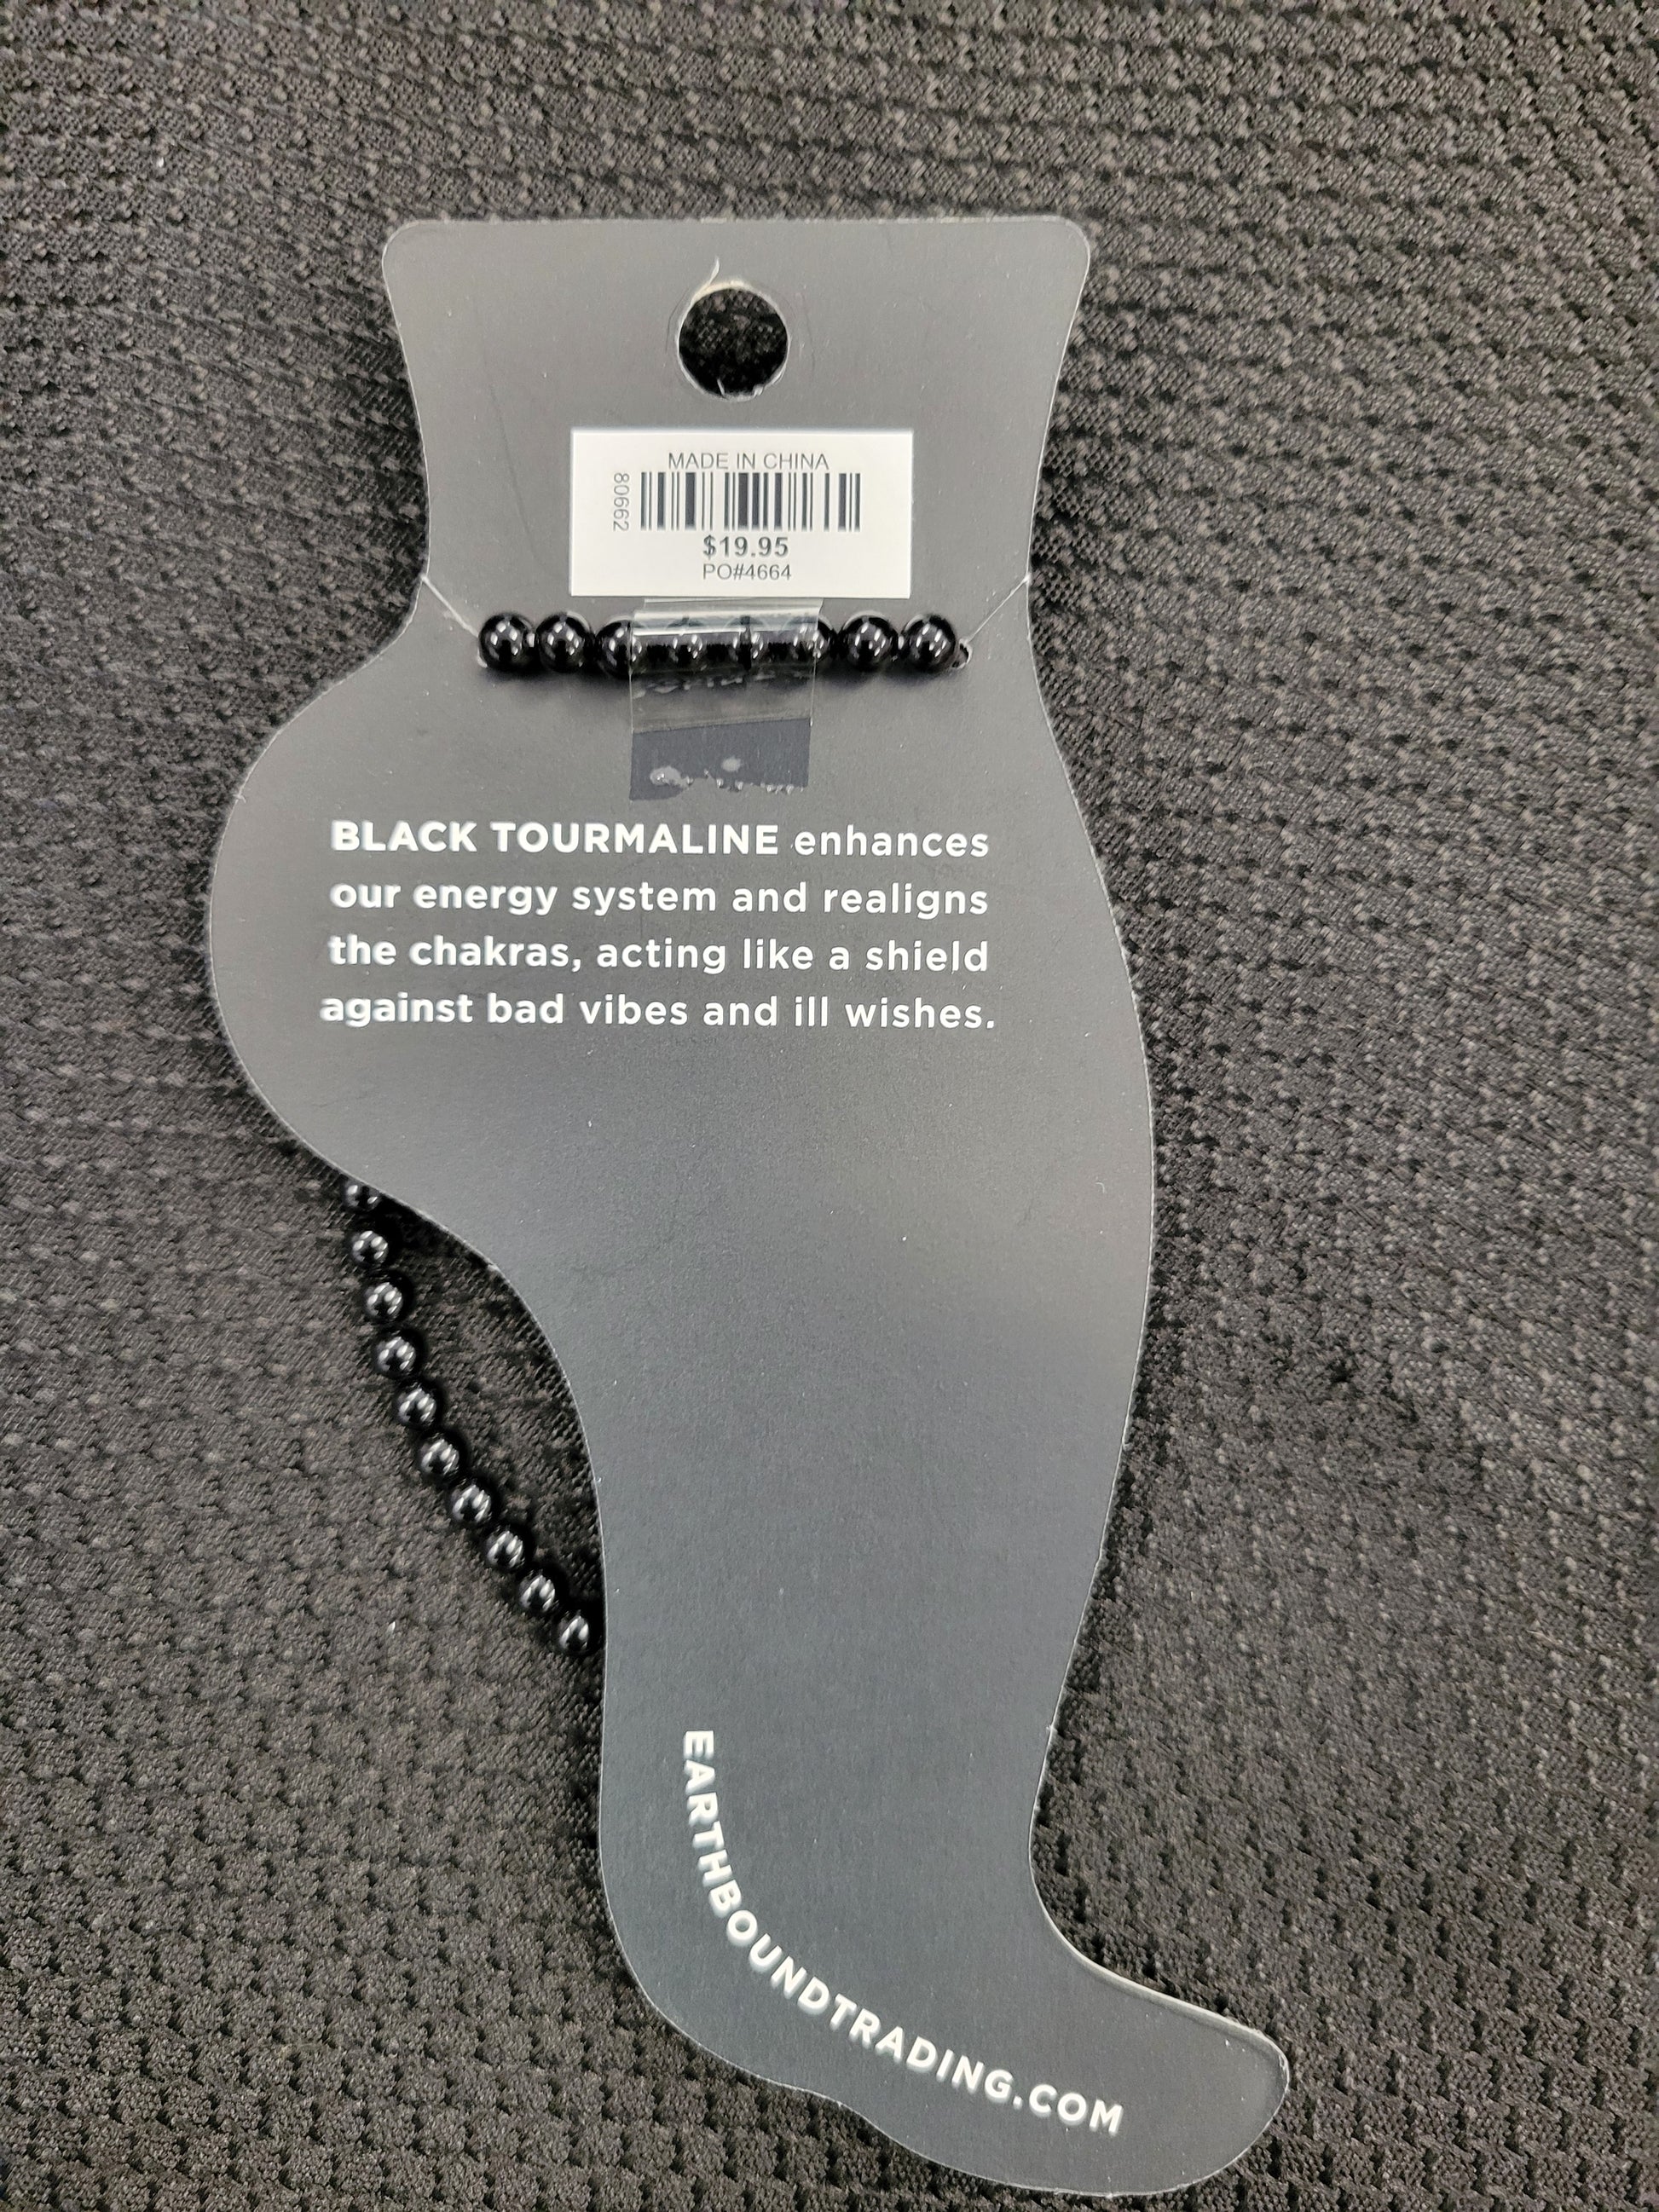 MADE IN CHINA
80662
$19.95
PO#4664
BLACK TOURMALINE enhances
our energy system and realigns
the chakras, acting like a shield
against bad vibes and ill wishes.
EARTHBOUNDTRADING.COM